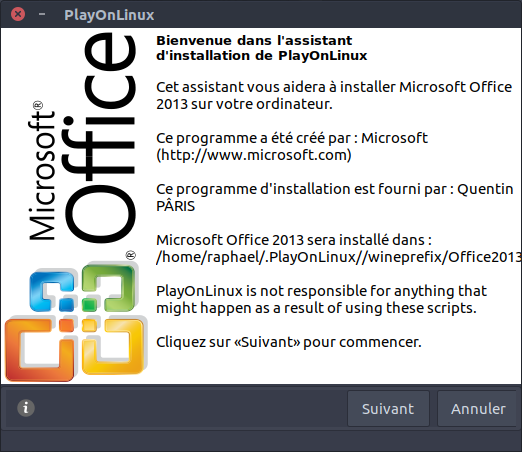 PlayOnLinux
Bienvenue dans l'assistant
d'installation de PlayOnLinux
Cet assistant vous aidera à installer Microsoft Office
2013 sur votre ordinateur.
Ce programme a été créé par : Microsoft
(http://www.microsoft.com)
Ce programme d'installation est fourni par : Quentin
PÂRIS
Microsoft Office 2013 sera installé dans :
/home/raphael/.PlayOnLinux//wineprefix/Office2013
PlayOnLinux is not responsible for anything that
might happen as a result of using these scripts.
Cliquez sur «Suivant» pour commencer.
Microsoft®
Office
®
i
Suivant
Annuler